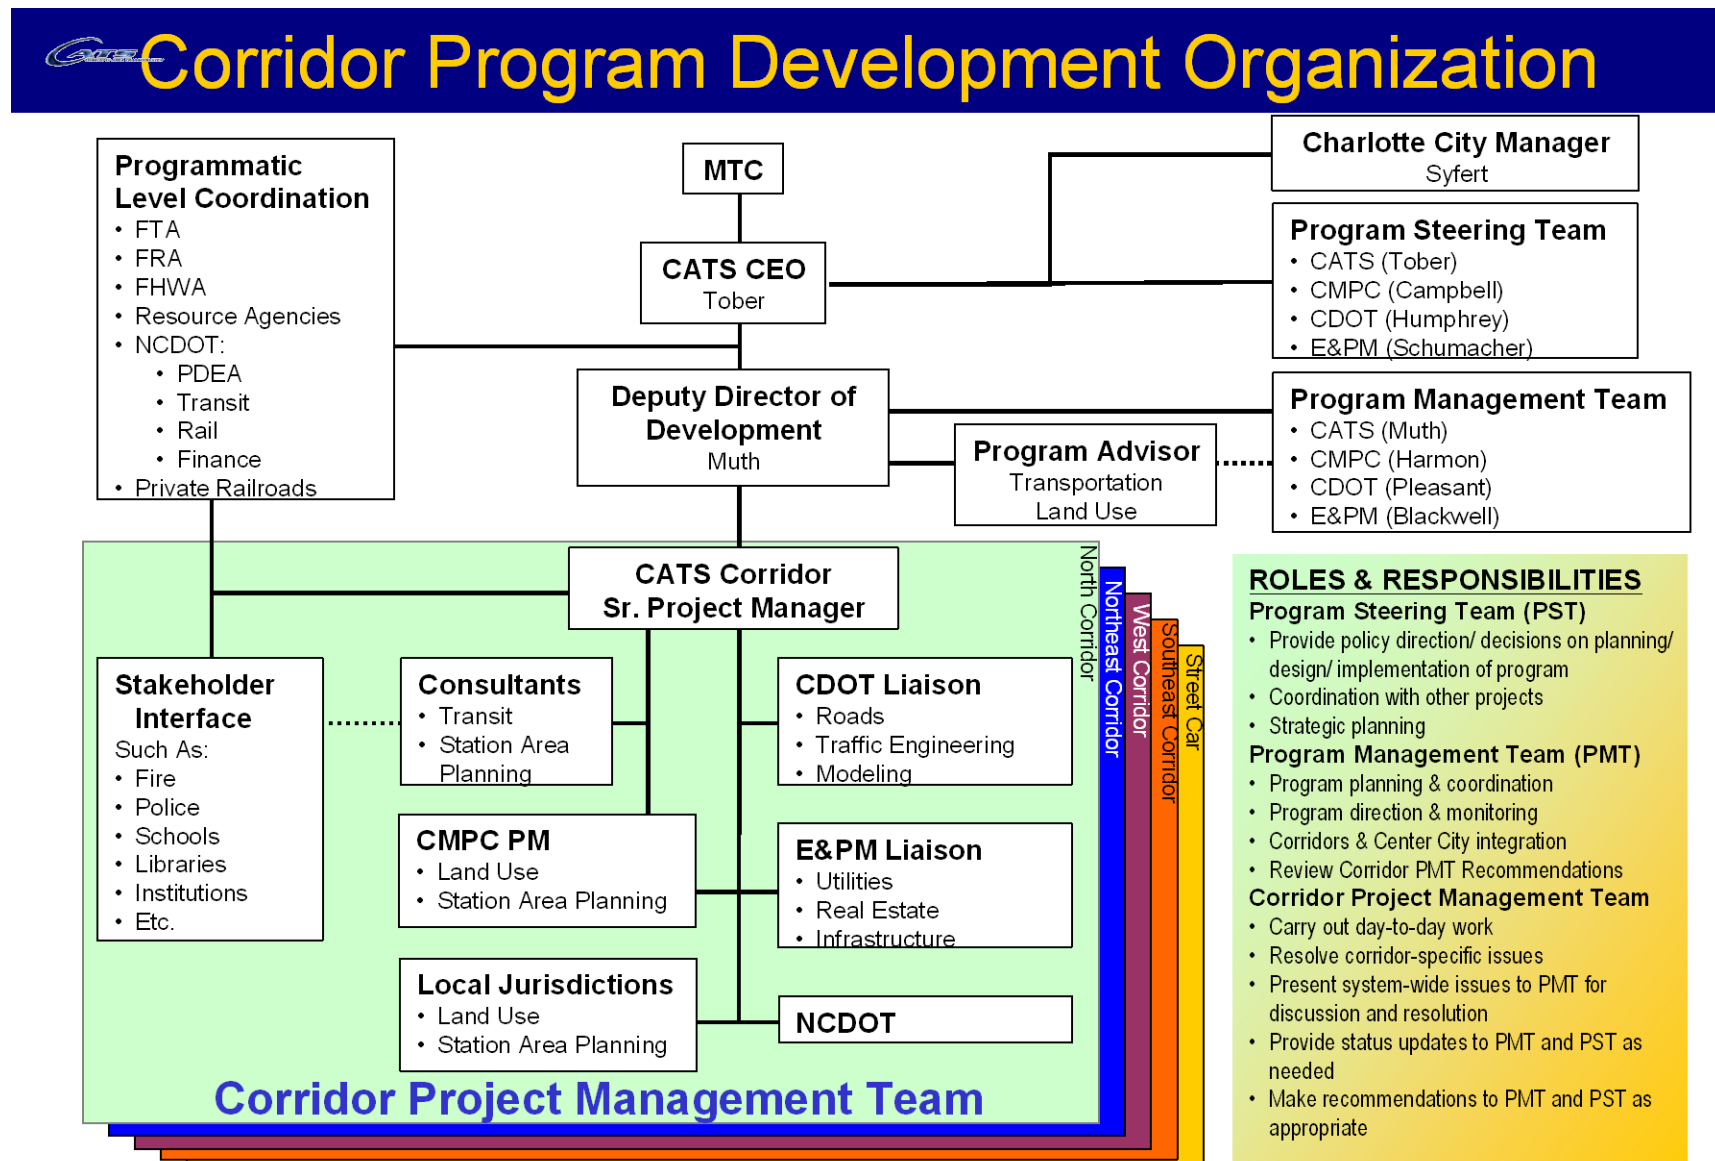 CATS
Corridor Program Development Organization
Programmatic
Level Coordination
• FTA
• FRA
• FHWA
• Resource Agencies
• NCDOT:
• PDEA
• Transit
• Rail
• Finance
• Private Railroads
MTC
CATS CEO
Tober
Charlotte City Manager
Syfert
Program Steering Team
• CATS (Tober)
• CMPC (Campbell)
• CDOT (Humphrey)
• E&PM (Schumacher)
Deputy Director of
Development
Muth
Program Advisor
Transportation
Land Use
Program Management Team
• CATS (Muth)
• CMPC (Harmon)
• CDOT (Pleasant)
• E&PM (Blackwell)
CATS Corridor
Sr. Project Manager
Stakeholder
Interface
Such As:
• Fire
• Police
• Schools
• Libraries
• Institutions
• Etc.
Consultants
• Transit
• Station Area
Planning
CDOT Liaison
• Roads
• Traffic Engineering
• Modeling
CMPC PM
• Land Use
• Station Area Planning
E&PM Liaison
• Utilities
• Real Estate
• Infrastructure
Local Jurisdictions
• Land Use
• Station Area Planning
NCDOT
Corridor Project Management Team
North Corridor
Northeast Corridor
West Corridor
Southeast Corridor
Street Car
ROLES & RESPONSIBILITIES
Program Steering Team (PST)
• Provide policy direction/ decisions on planning/
design/ implementation of program
• Coordination with other projects
• Strategic planning
Program Management Team (PMT)
• Program planning & coordination
• Program direction & monitoring
• Corridors & Center City integration
• Review Corridor PMT Recommendations
Corridor Project Management Team
• Carry out day-to-day work
• Resolve corridor-specific issues
• Present system-wide issues to PMT for
discussion and resolution
• Provide status updates to PMT and PST as
needed
• Make recommendations to PMT and PST as
appropriate